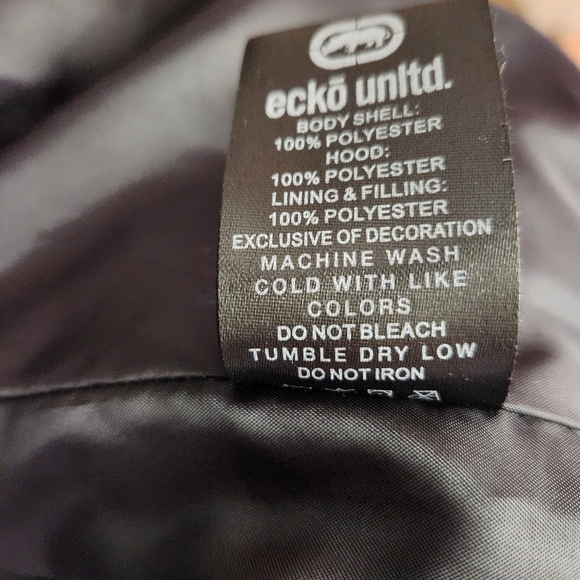 eckō unltd.
BODY SHELL:
100% POLYESTER
HOOD:
100% POLYESTER
LINING & FILLING:
100% POLYESTER
EXCLUSIVE OF DECORATION
MACHINE WASH
COLD WITH LIKE
COLORS
DO NOT BLEACH
TUMBLE DRY LOW
DO NOT IRON